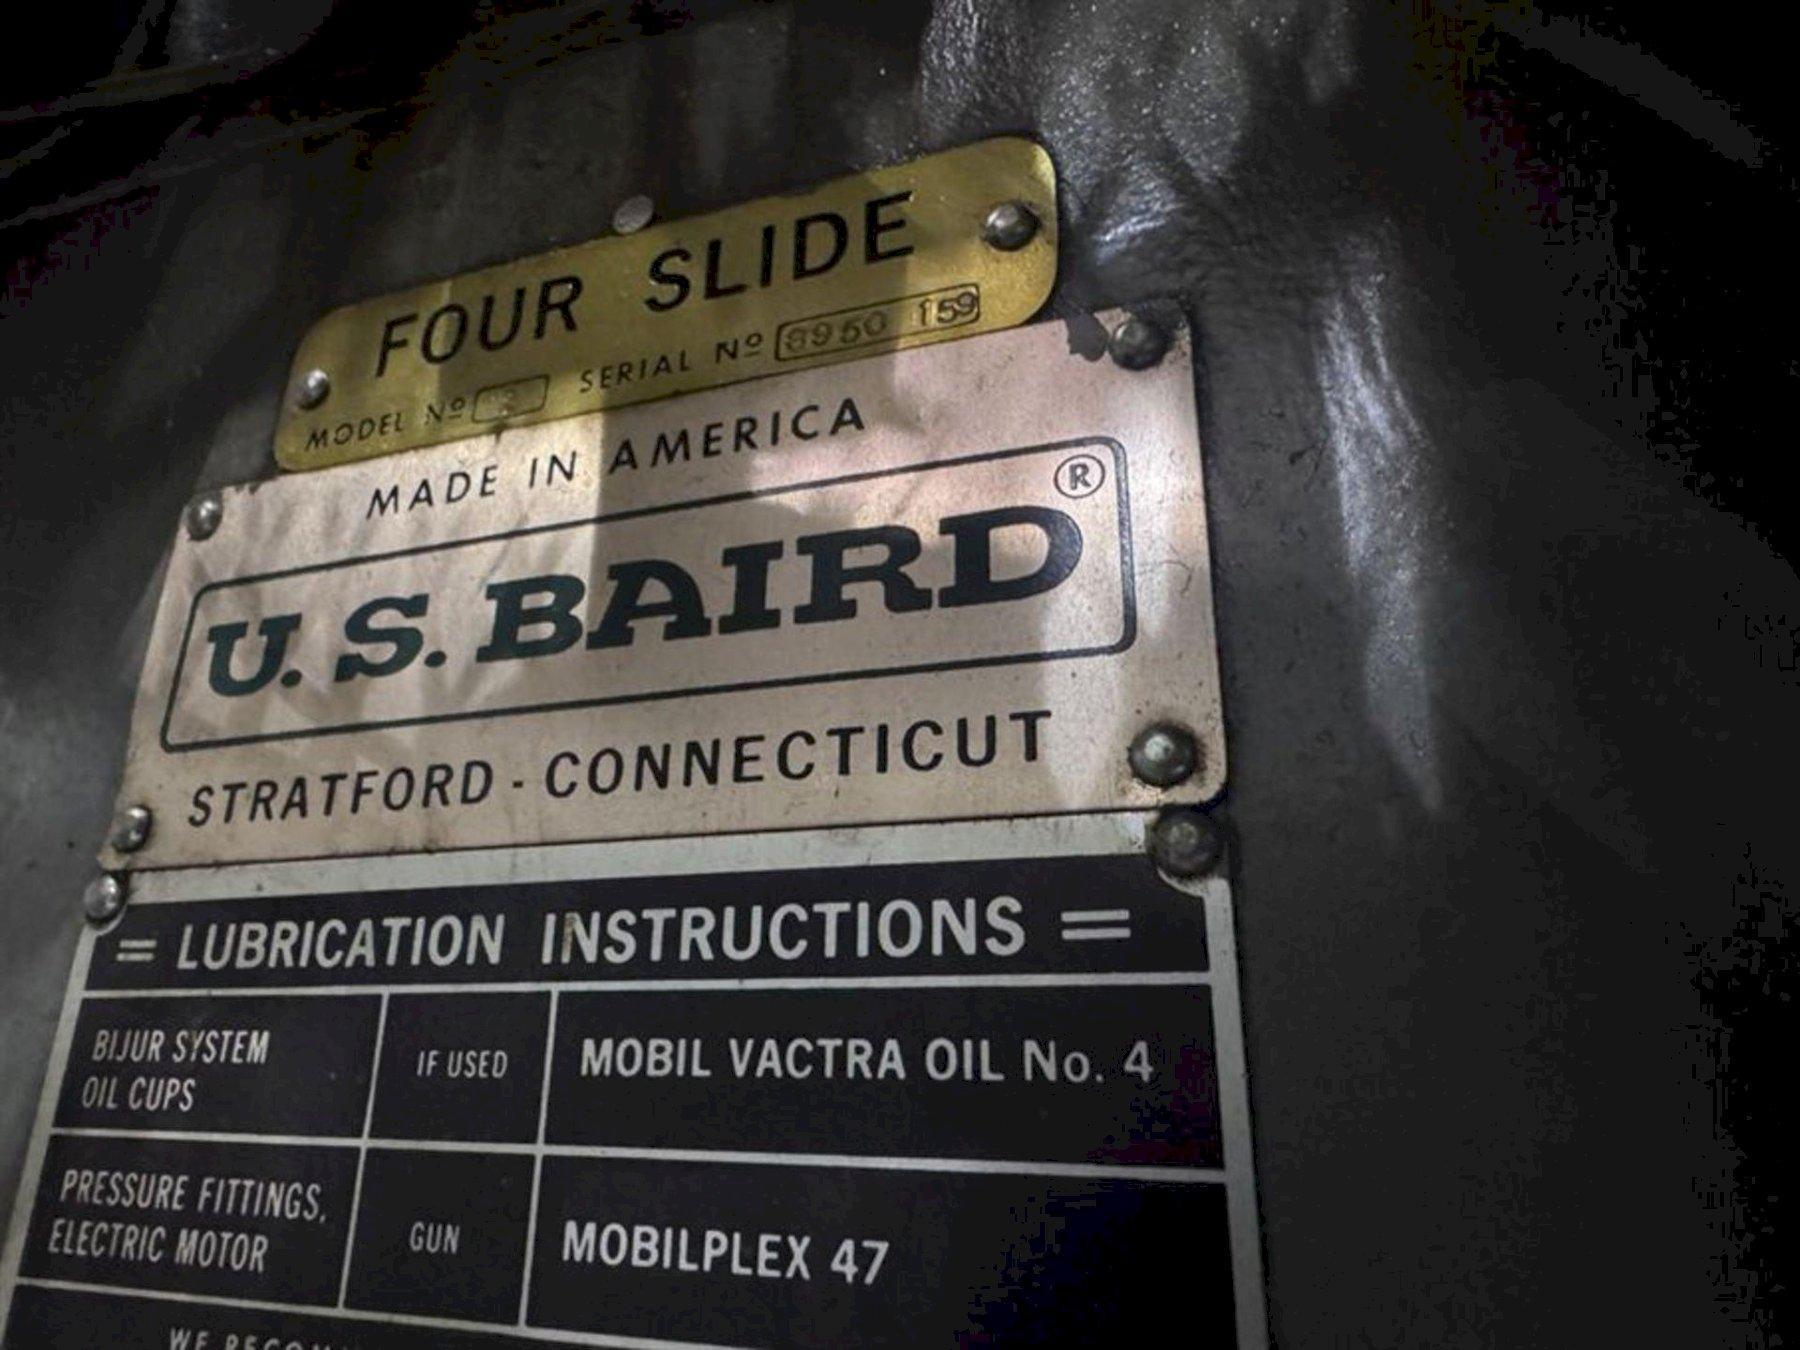 FOUR SLIDE
MODEL Nº SERIAL Nº 8950 159
MADE IN AMERICA
U.S. BAIRD ®
STRATFORD - CONNECTICUT
= LUBRICATION INSTRUCTIONS =
BIJUR SYSTEM
OIL CUPS
IF USED
MOBIL VACTRA OIL No. 4
PRESSURE FITTINGS,
ELECTRIC MOTOR
GUN
MOBILPLEX 47
WE